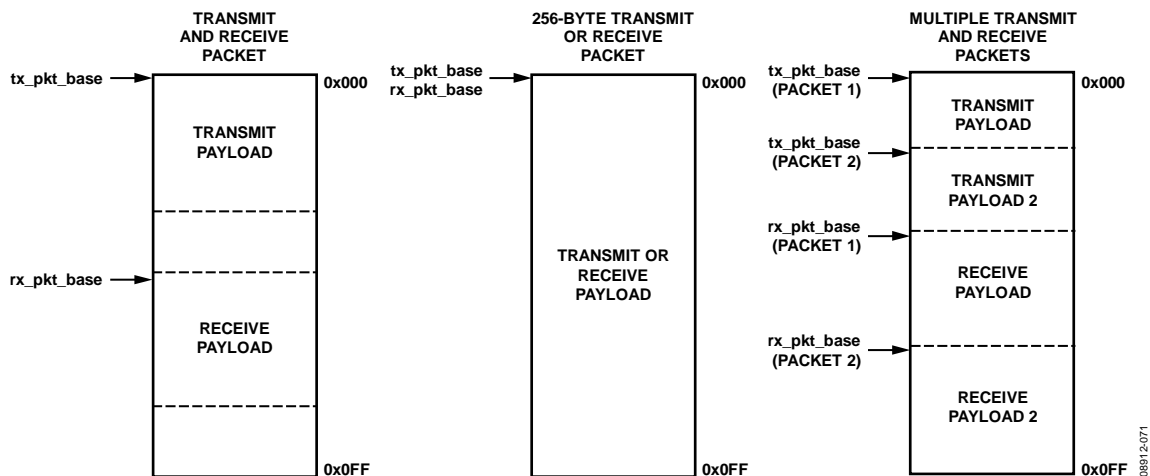 TRANSMIT
AND RECEIVE
PACKET
tx_pkt_base
0x000
TRANSMIT
PAYLOAD
rx_pkt_base
RECEIVE
PAYLOAD
0x0FF
256-BYTE TRANSMIT
OR RECEIVE
PACKET
tx_pkt_base
rx_pkt_base
0x000
TRANSMIT OR
RECEIVE
PAYLOAD
0x0FF
MULTIPLE TRANSMIT
AND RECEIVE
PACKETS
tx_pkt_base
(PACKET 1)
0x000
TRANSMIT
PAYLOAD
tx_pkt_base
(PACKET 2)
TRANSMIT
PAYLOAD 2
rx_pkt_base
(PACKET 1)
RECEIVE
PAYLOAD
rx_pkt_base
(PACKET 2)
RECEIVE
PAYLOAD 2
0x0FF
08912-071